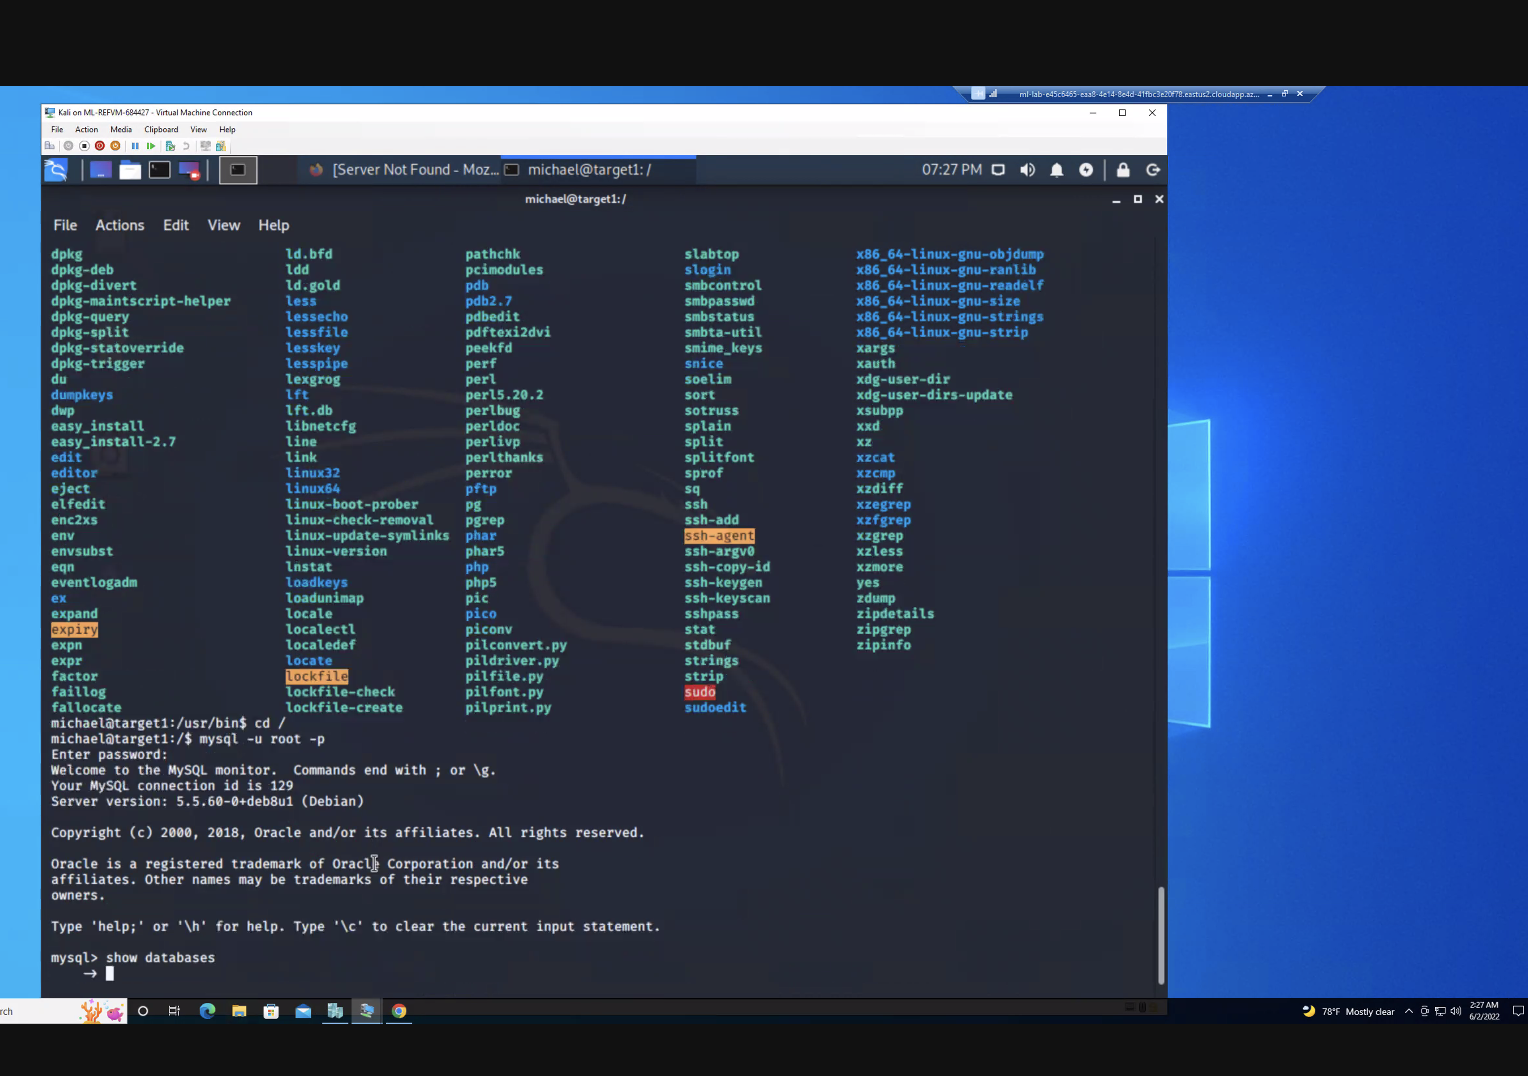 ml-lab-e45c6465-eaa8-4e14-8e4d-41fbc3e20f78.eastus2.cloudapp.az...
Kali on ML-REFVM-684427 - Virtual Machine Connection
File Action Media Clipboard View Help
[Server Not Found - Moz... michael@target1: / 07:27 PM
michael@target1: /
File Actions Edit View Help
dpkg ld.bfd pathchk slabtop x86_64-linux-gnu-objdump
dpkg-deb ldd pcimodules slogin x86_64-linux-gnu-ranlib
dpkg-divert ld.gold pdb smbcontrol x86_64-linux-gnu-readelf
dpkg-maintscript-helper less pdb2.7 smbpasswd x86_64-linux-gnu-size
dpkg-query lessecho pdbedit smbstatus x86_64-linux-gnu-strings
dpkg-split lessfile pdftexi2dvi smbta-util x86_64-linux-gnu-strip
dpkg-statoverride lesskey peekfd smime_keys xargs
dpkg-trigger lesspipe perf snice xauth
du lexgrog perl soelim xdg-user-dir
dumpkeys lft perl5.20.2 sort xdg-user-dirs-update
dwp lft.db perlbug sotruss xsubpp
easy_install libnetcfg perldoc splain xxd
easy_install-2.7 line perlivp split xz
edit link perlthanks splitfont xzcat
editor linux32 perror sprof xzcmp
eject linux64 pftp sq xzdiff
elfedit linux-boot-prober pg ssh xzegrep
enc2xs linux-check-removal pgrep ssh-add xzfgrep
env linux-update-symlinks phar ssh-agent xzgrep
envsubst linux-version phar5 ssh-argv0 xzless
eqn lnstat php ssh-copy-id xzmore
eventlogadm loadkeys php5 ssh-keygen yes
ex loadunimap pic ssh-keyscan zdump
expand locale pico sshpass zipdetails
expiry localectl piconv stat zipgrep
expn localedef pilconvert.py stdbuf zipinfo
expr locate pildriver.py strings
factor lockfile pilfile.py strip
faillog lockfile-check pilfont.py sudo
fallocate lockfile-create pilprint.py sudoedit
michael@target1:/usr/bin$ cd /
michael@target1:/$ mysql -u root -p
Enter password:
Welcome to the MySQL monitor.  Commands end with ; or \g.
Your MySQL connection id is 129
Server version: 5.5.60-0+deb8u1 (Debian)
Copyright (c) 2000, 2018, Oracle and/or its affiliates. All rights reserved.
Oracle is a registered trademark of Oracle Corporation and/or its
affiliates. Other names may be trademarks of their respective
owners.
Type 'help;' or '\h' for help. Type '\c' to clear the current input statement.
mysql> show databases
→
rch 78°F Mostly clear 2:27 AM
6/2/2022